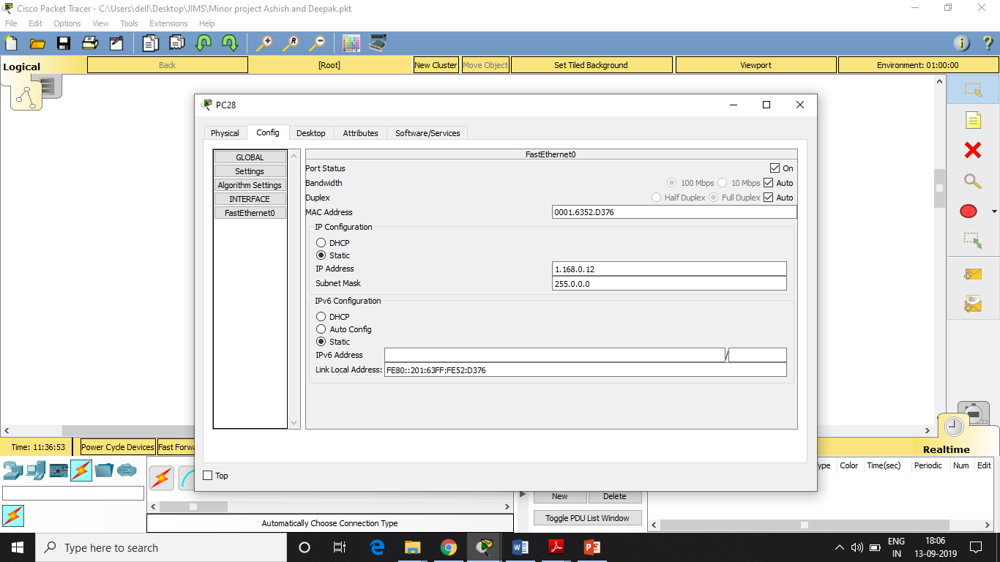 Cisco Packet Tracer - C:\Users\dell\Desktop\JIMS\Minor project Ashish and Deepak.pkt
File Edit Options View Tools Extensions Help
Logical Back [Root] New Cluster Move Object Set Tiled Background Viewport Environment: 01:00:00
PC28
Physical Config Desktop Attributes Software/Services
GLOBAL
Settings
Algorithm Settings
INTERFACE
FastEthernet0
FastEthernet0
Port Status On
Bandwidth 100 Mbps 10 Mbps Auto
Duplex Half Duplex Full Duplex Auto
MAC Address 0001.6352.D376
IP Configuration
DHCP
Static
IP Address 1.168.0.12
Subnet Mask 255.0.0.0
IPv6 Configuration
DHCP
Auto Config
Static
IPv6 Address /
Link Local Address: FE80::201:63FF:FE52:D376
Top
Time: 11:36:53 Power Cycle Devices Fast Forwa
Realtime
ype Color Time(sec) Periodic Num Edit
New Delete
Toggle PDU List Window
Automatically Choose Connection Type
Type here to search
ENG
IN
18:06
13-09-2019